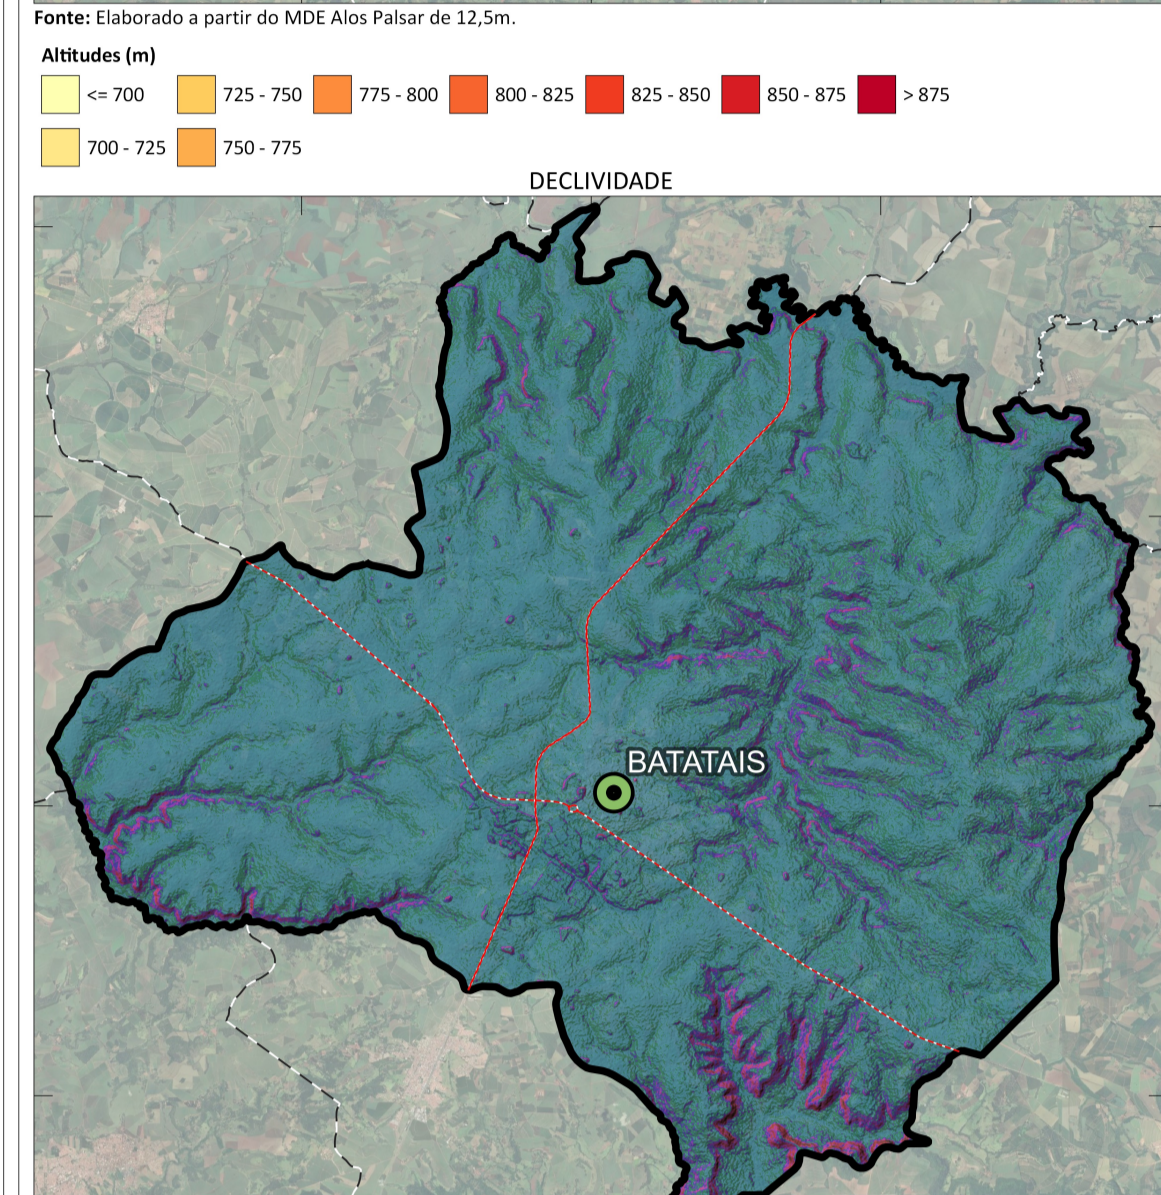 Fonte: Elaborado a partir do MDE Alos Palsar de 12,5m.
Altitudes (m)
<= 700 725 - 750 775 - 800 800 - 825 825 - 850 850 - 875 > 875
700 - 725 750 - 775
DECLIVIDADE
BATATAIS